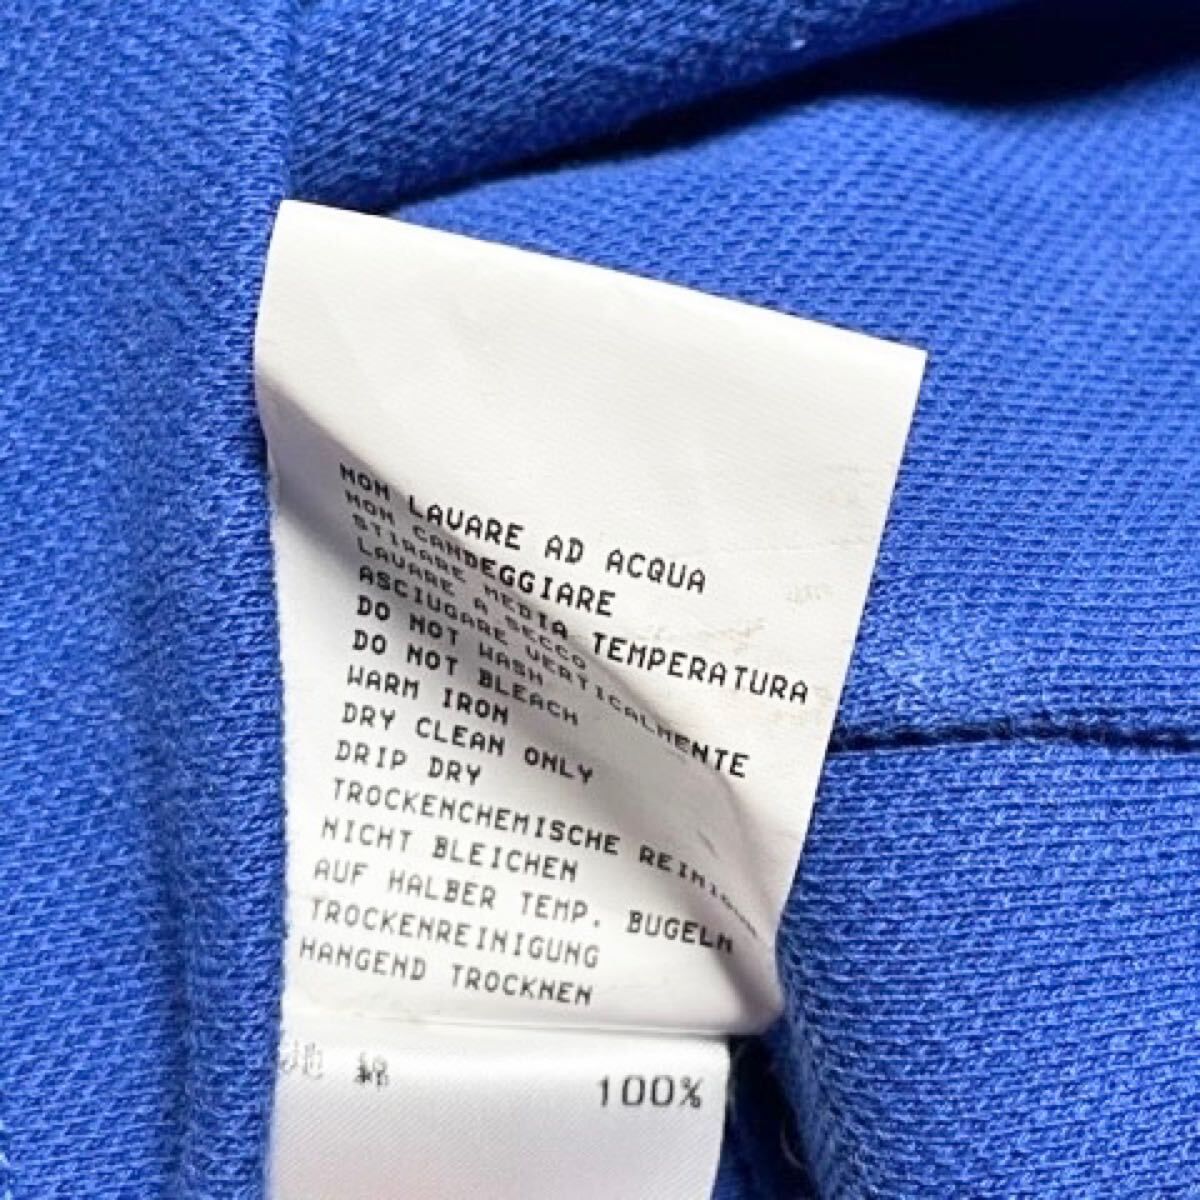 NON LAVARE AD ACQUA
NON CANDEGGIARE
STIRARE MEDIA TEMPERATURA
LAVARE A SECCO
ASCIUGARE VERTICALMENTE
DO NOT WASH
DO NOT BLEACH
WARM IRON
DRY CLEAN ONLY
DRIP DRY
TROCKENCHEMISCHE REINIGUNG
NICHT BLEICHEN
AUF HALBER TEMP. BUGELN
TROCKENREINIGUNG
HANGEND TROCKNEN
地 綿 100%